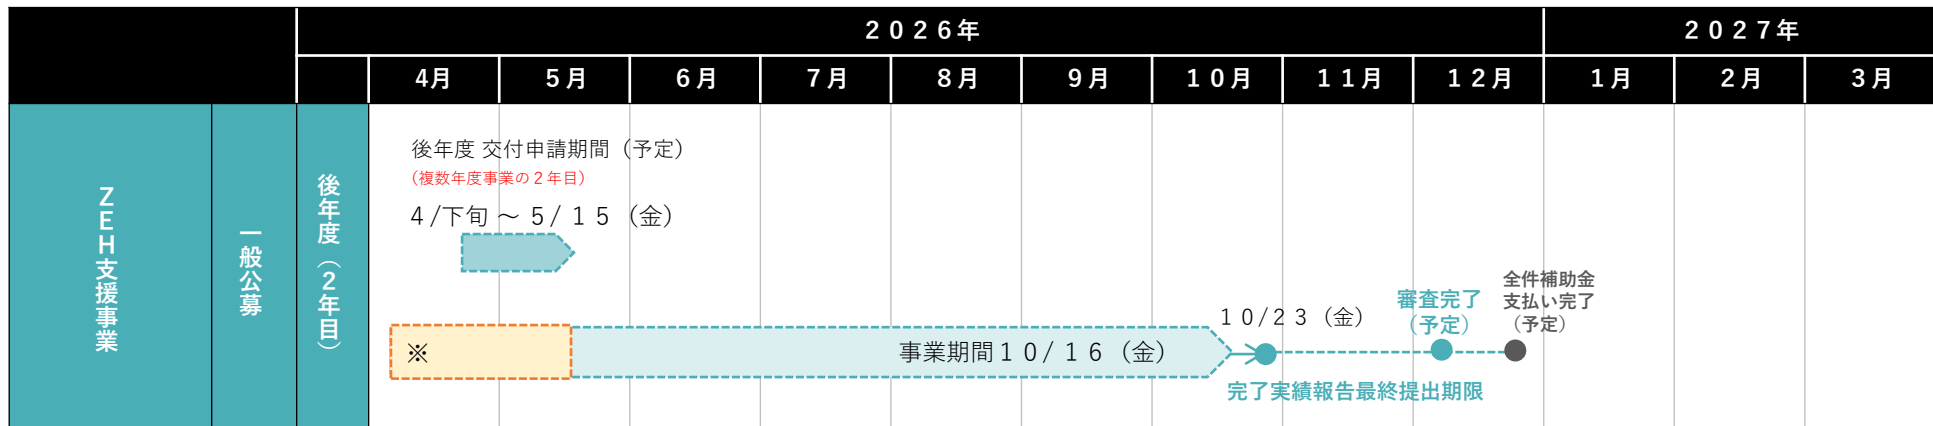 ２０２６年
２０２７年
4月
5月
6月
7月
8月
9月
１０月
１１月
１２月
1月
2月
3月
ＺＥＨ支援事業
一般公募
後年度（２年目）
後年度 交付申請期間（予定）
（複数年度事業の２年目）
４/下旬 ～ ５/ １５（金）
※
事業期間１０/ １６（金）
１０/２３（金）
完了実績報告最終提出期限
審査完了
（予定）
全件補助金
支払い完了
（予定）